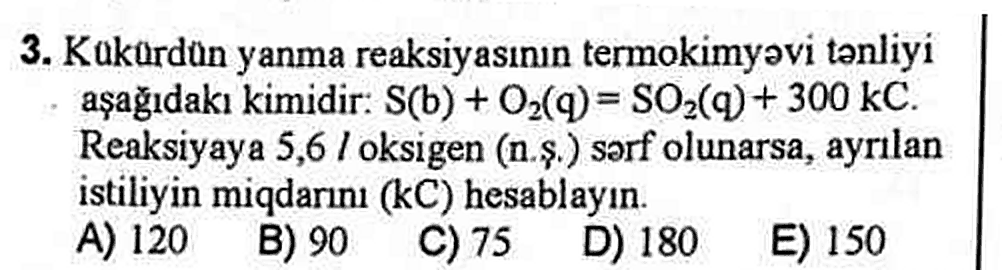 3. Kükürdün yanma reaksiyasının termokimyəvi tənliyi
aşağıdakı kimidir: S(b) + O₂(q) = SO₂(q) + 300 kC.
Reaksiyaya 5,6 l oksigen (n.ş.) sərf olunarsa, ayrılan
istiliyin miqdarını (kC) hesablayın.
A) 120 B) 90 C) 75 D) 180 E) 150